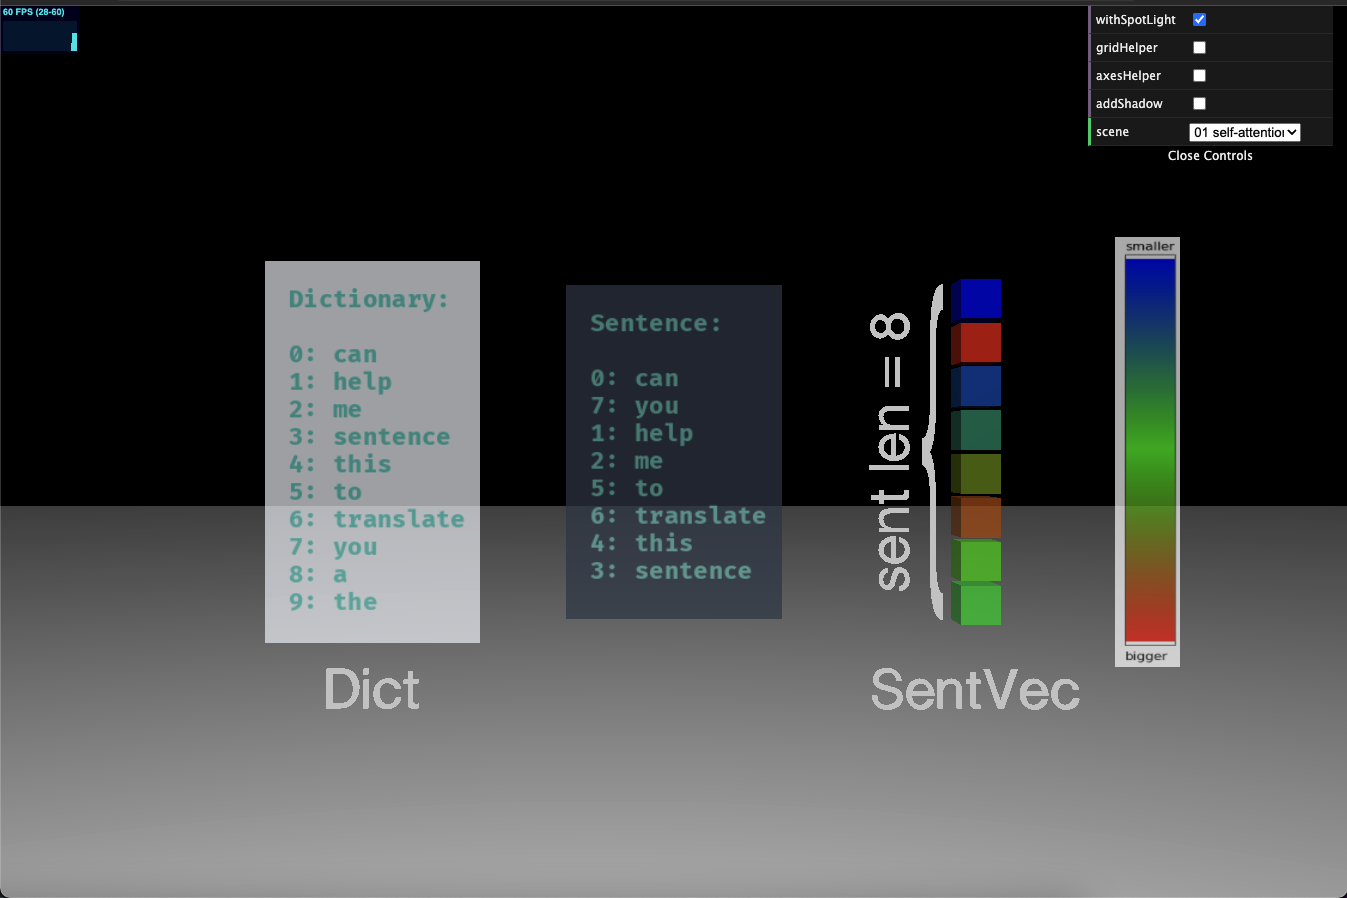 60 FPS (28-60)
withSpotLight
gridHelper
axesHelper
addShadow
scene
01 self-attention
Close Controls
Dictionary:
0: can
1: help
2: me
3: sentence
4: this
5: to
6: translate
7: you
8: a
9: the
Dict
Sentence:
0: can
7: you
1: help
2: me
5: to
6: translate
4: this
3: sentence
sent len = 8
SentVec
smaller
bigger